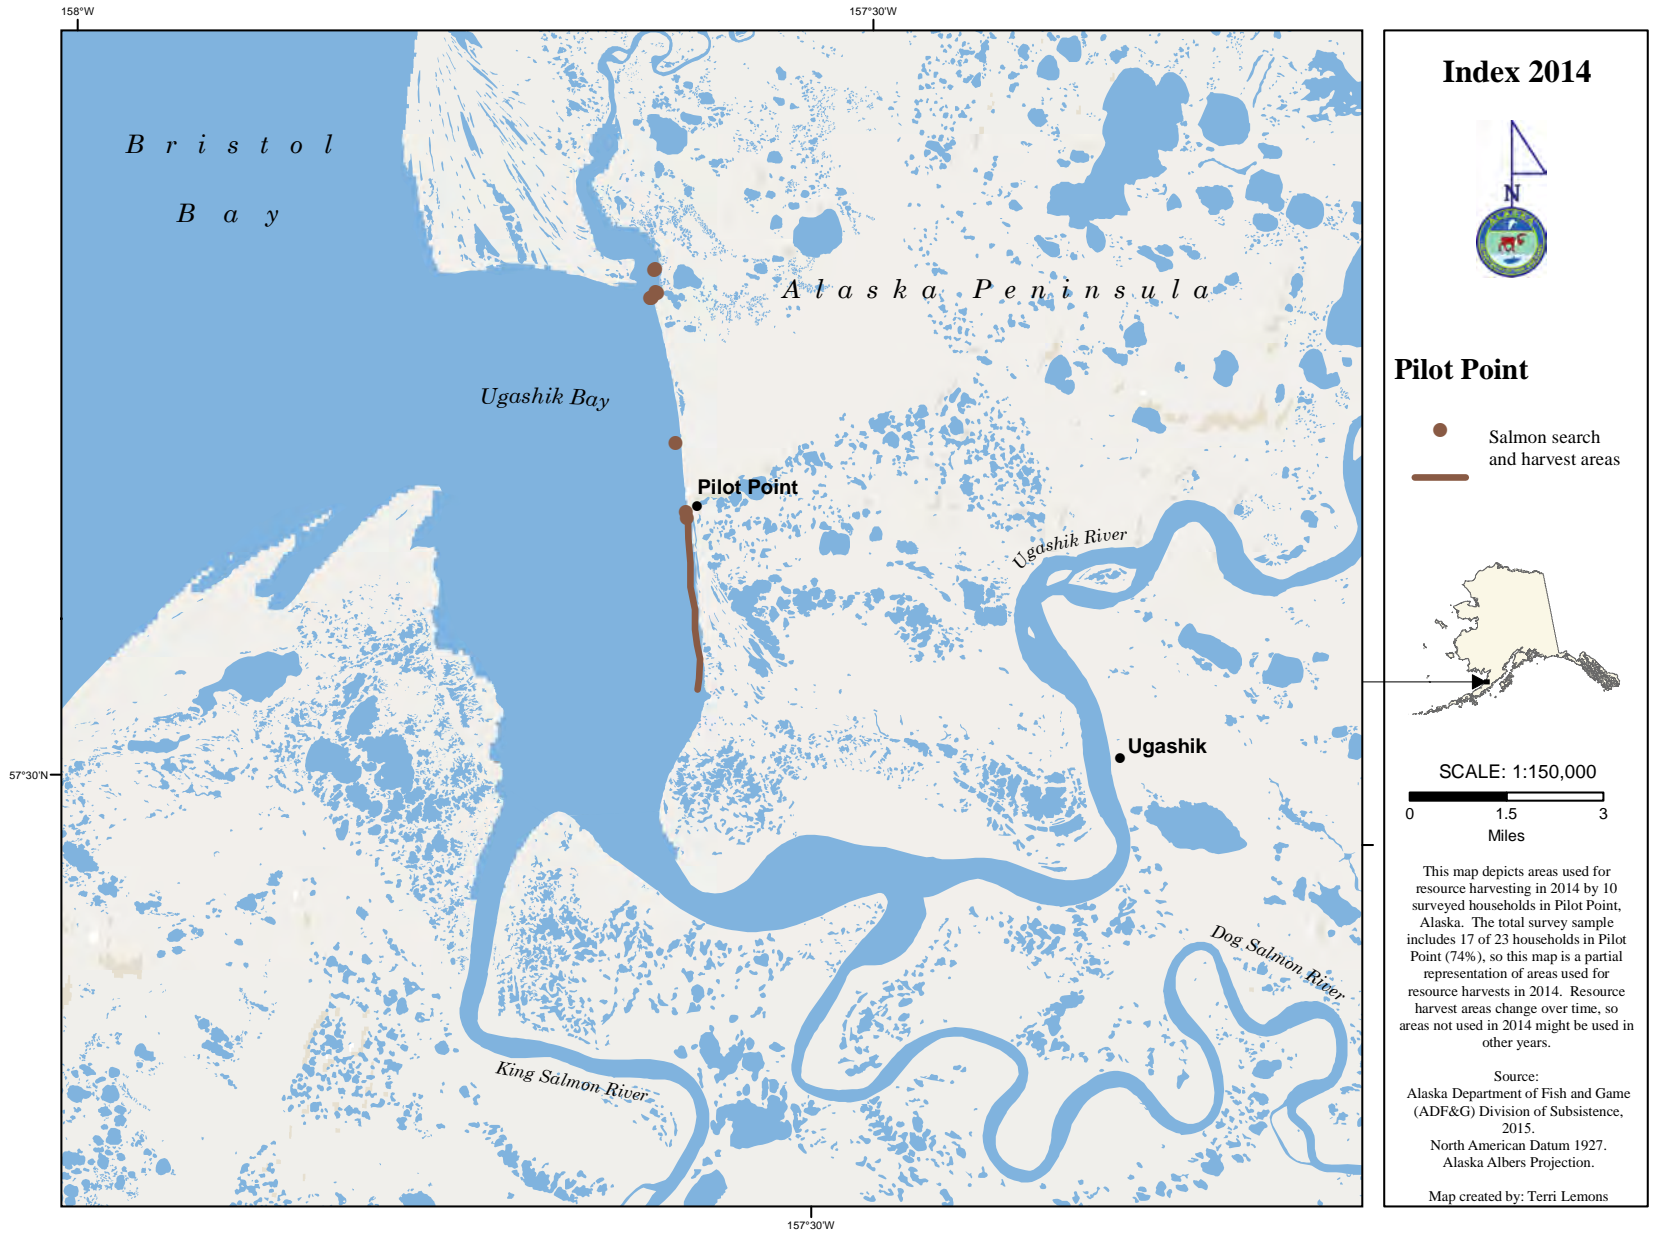 158°W
157°30'W
Index 2014
N
Bristol
Bay
Alaska Peninsula
Ugashik Bay
Pilot Point
Salmon search
and harvest areas
Pilot Point
Ugashik River
Ugashik
57°30'N
SCALE: 1:150,000
0 1.5 3
Miles
This map depicts areas used for
resource harvesting in 2014 by 10
surveyed households in Pilot Point,
Alaska. The total survey sample
includes 17 of 23 households in Pilot
Point (74%), so this map is a partial
representation of areas used for
resource harvests in 2014. Resource
harvest areas change over time, so
areas not used in 2014 might be used in
other years.
Dog Salmon River
King Salmon River
Source:
Alaska Department of Fish and Game
(ADF&G) Division of Subsistence,
2015.
North American Datum 1927.
Alaska Albers Projection.
Map created by: Terri Lemons
157°30'W